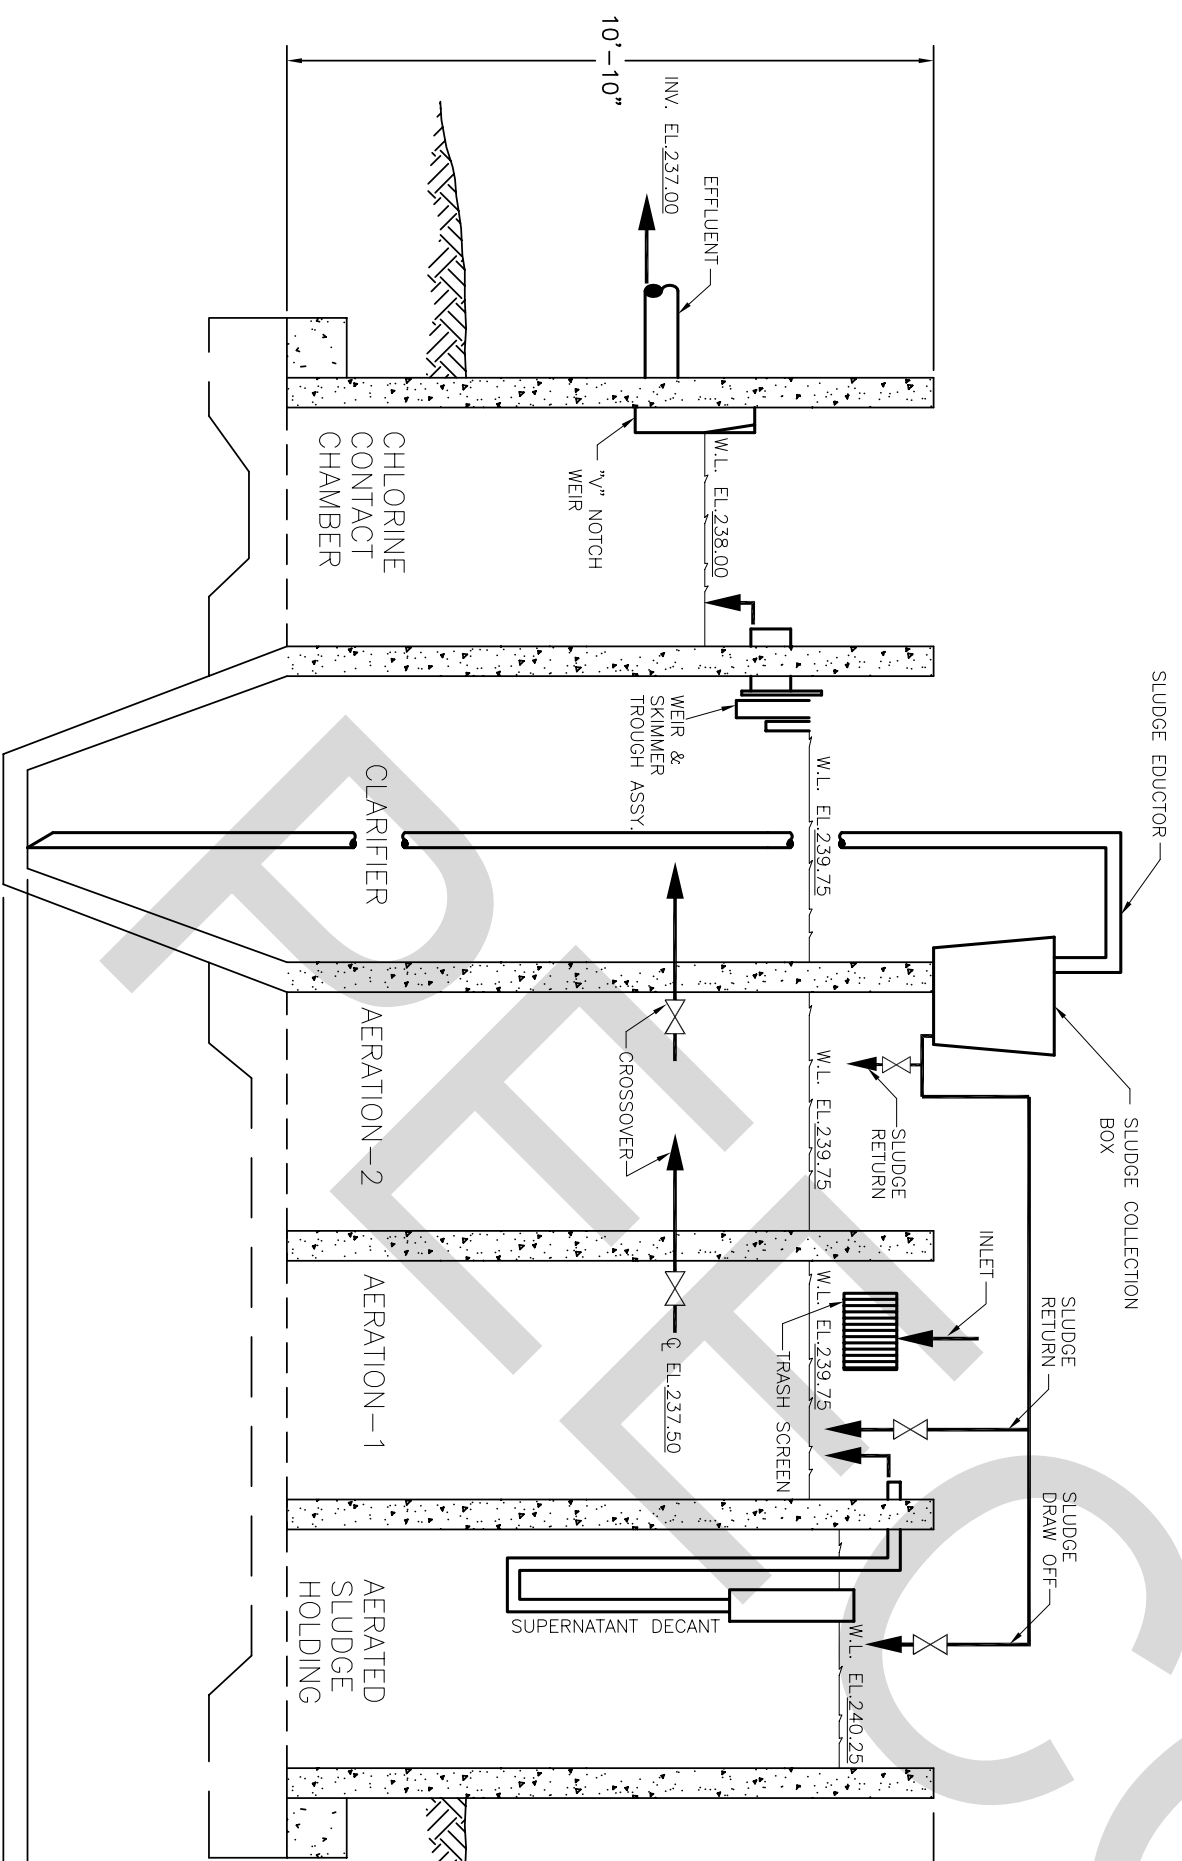 SLUDGE EDUCTOR
SLUDGE COLLECTION
BOX
SLUDGE
RETURN
SLUDGE
DRAW OFF
INLET
SLUDGE
RETURN
10'-10"
INV. EL.237.00
EFFLUENT
W.L. EL.238.00
"V" NOTCH
WEIR
WEIR &
SKIMMER
TROUGH ASSY.
W.L. EL.239.75
W.L. EL.239.75
W.L. EL.239.75
W.L. EL.240.25
TRASH SCREEN
CROSSOVER
℄ EL.237.50
SUPERNATANT DECANT
CHLORINE
CONTACT
CHAMBER
CLARIFIER
AERATION-2
AERATION-1
AERATED
SLUDGE
HOLDING